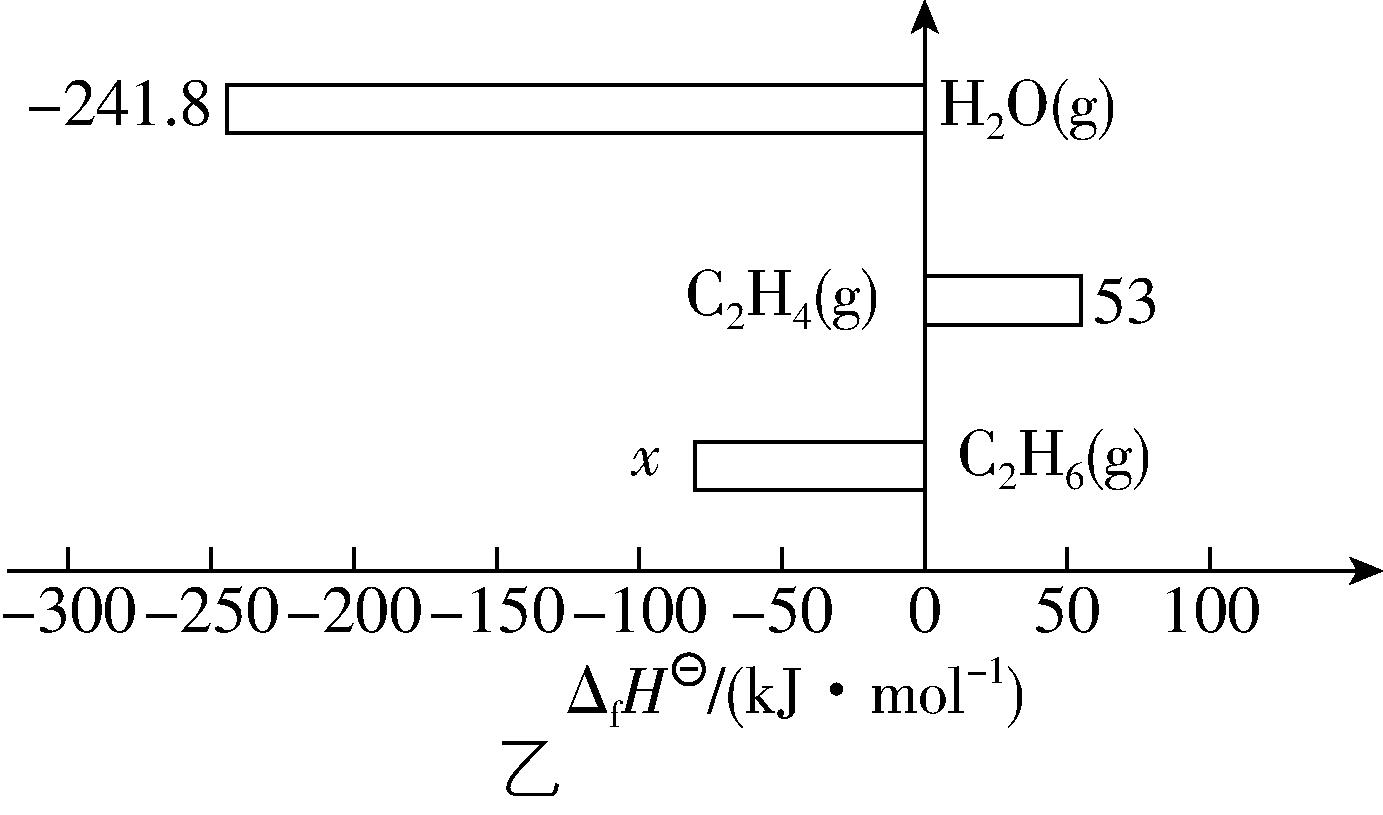 −241.8 H₂O(g)
C₂H₄(g) 53
x C₂H₆(g)
−300 −250 −200 −150 −100 −50 0 50 100
ΔfH⊖/(kJ・mol⁻¹)
乙